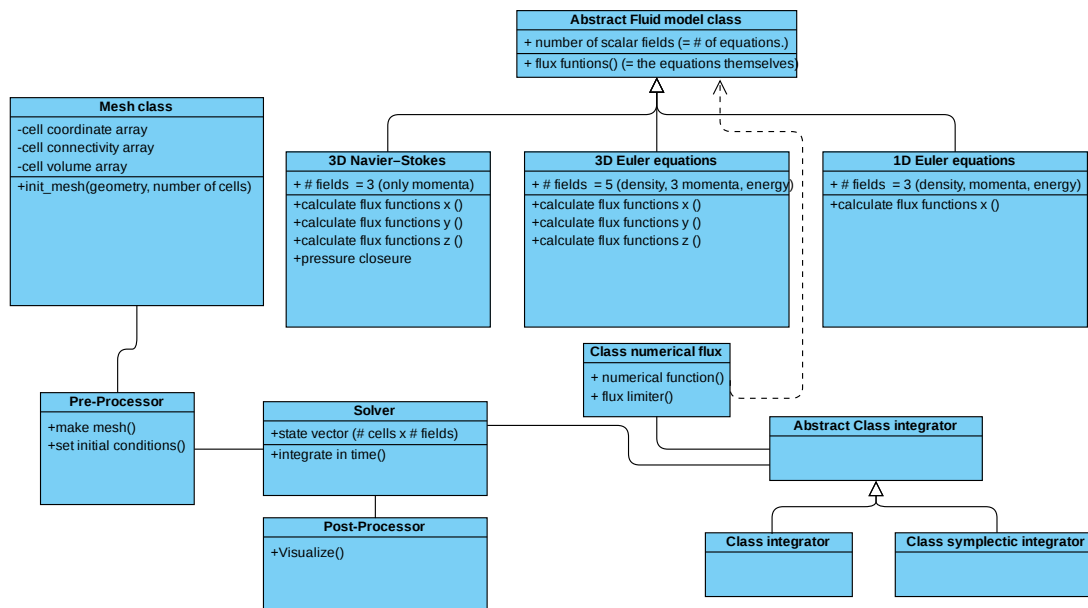 Abstract Fluid model class
+ number of scalar fields (= # of equations.)
+ flux funtions() (= the equations themselves)
Mesh class
-cell coordinate array
-cell connectivity array
-cell volume array
+init_mesh(geometry, number of cells)
3D Navier–Stokes
+ # fields = 3 (only momenta)
+calculate flux functions x ()
+calculate flux functions y ()
+calculate flux functions z ()
+pressure closeure
3D Euler equations
+ # fields = 5 (density, 3 momenta, energy)
+calculate flux functions x ()
+calculate flux functions y ()
+calculate flux functions z ()
1D Euler equations
+ # fields = 3 (density, momenta, energy)
+calculate flux functions x ()
Class numerical flux
+ numerical function()
+ flux limiter()
Pre-Processor
+make mesh()
+set initial conditions()
Solver
+state vector (# cells x # fields)
+integrate in time()
Abstract Class integrator
Post-Processor
+Visualize()
Class integrator
Class symplectic integrator